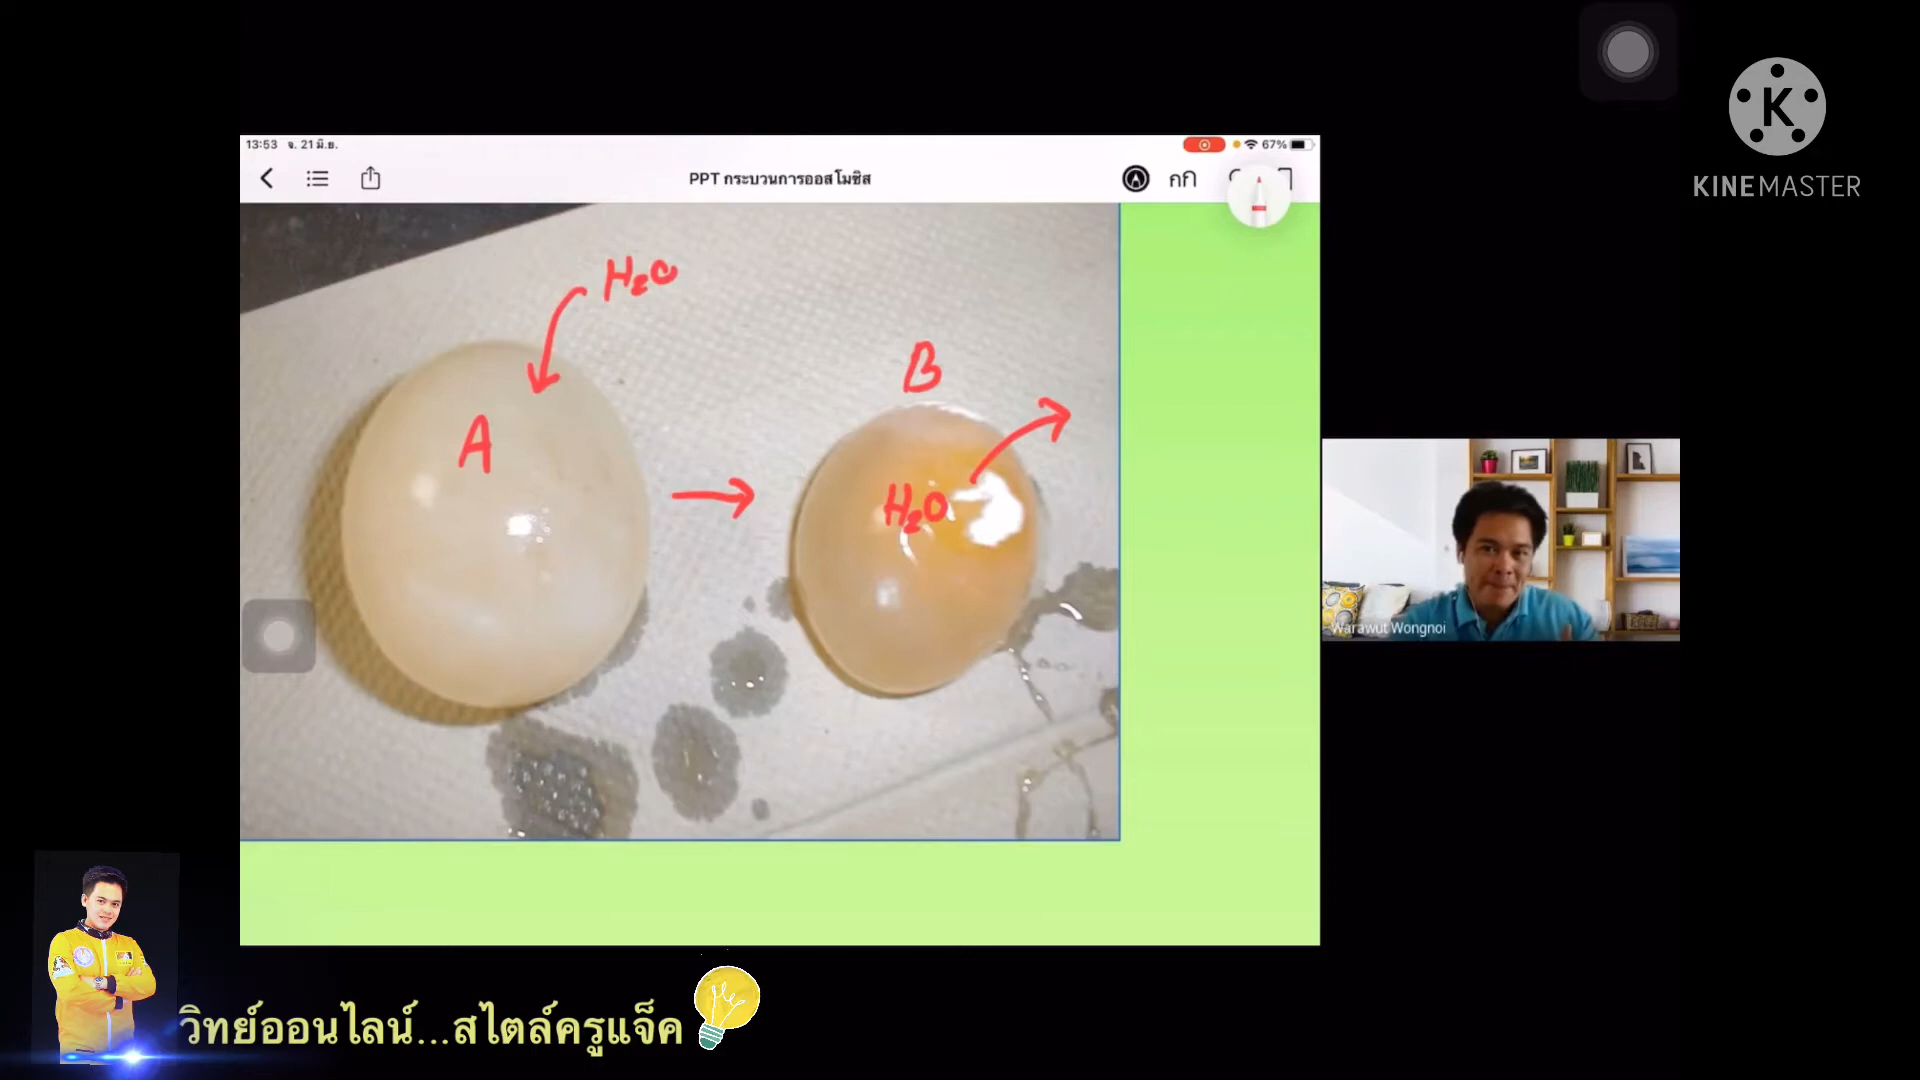 13:53 จ. 21 มิ.ย.
67%
PPT กระบวนการออสโมซิส
กก
K
KINEMASTER
H₂O
A
B
H₂O
Warawut Wongnoi
วิทย์ออนไลน์...สไตล์ครูแจ็ค